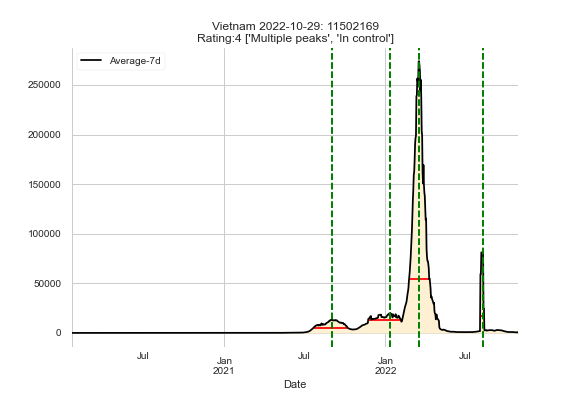 Vietnam 2022-10-29: 11502169
Rating:4 ['Multiple peaks', 'In control']
Average-7d
250000
200000
150000
100000
50000
0
Jul
Jan
2021
Jul
Jan
2022
Jul
Date